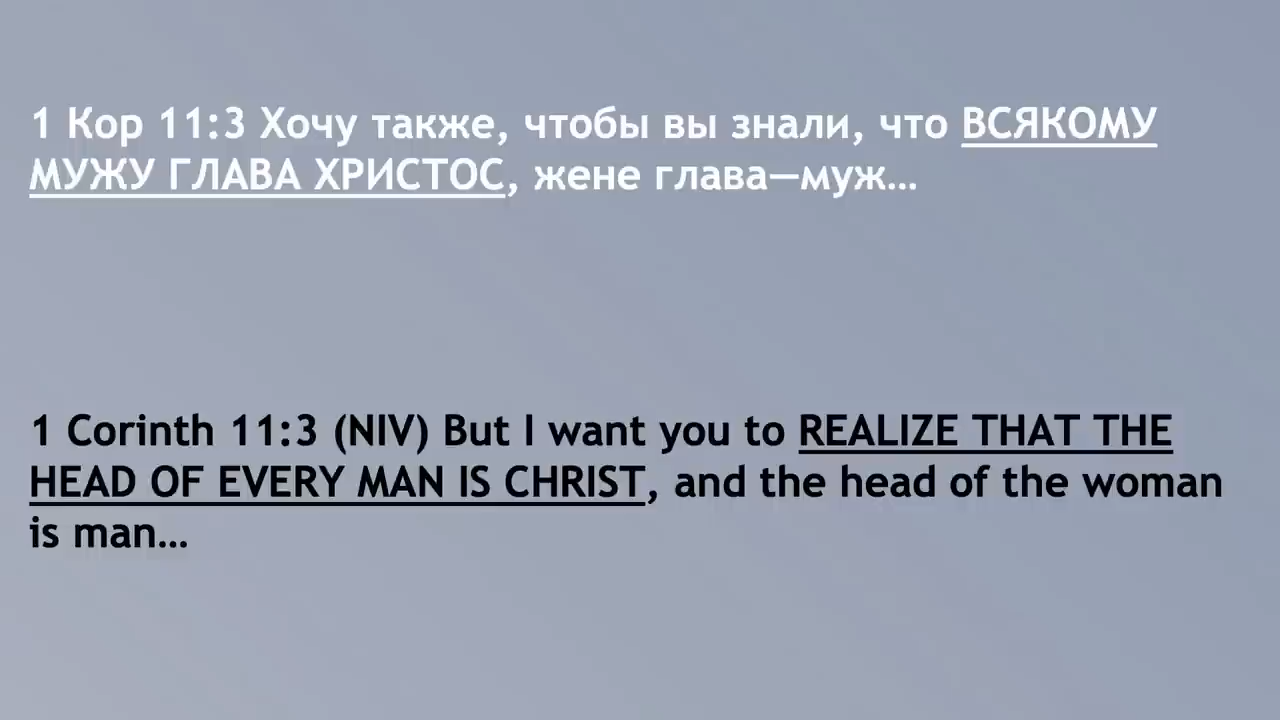 1 Кор 11:3 Хочу также, чтобы вы знали, что ВСЯКОМУ
МУЖУ ГЛАВА ХРИСТОС, жене глава—муж…
1 Corinth 11:3 (NIV) But I want you to REALIZE THAT THE
HEAD OF EVERY MAN IS CHRIST, and the head of the woman
is man…